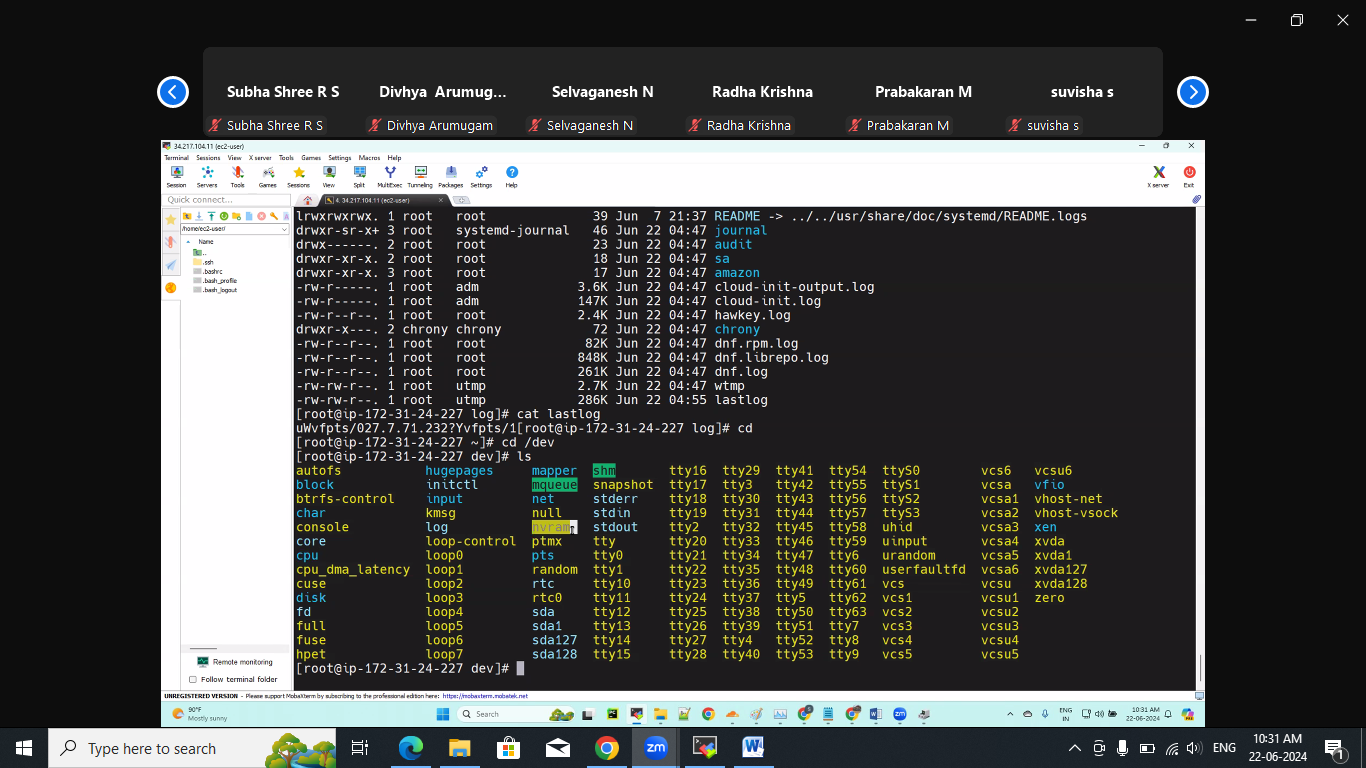 Subha Shree R S Divhya Arumug... Selvaganesh N Radha Krishna Prabakaran M suvisha s
Subha Shree R S Divhya Arumugam Selvaganesh N Radha Krishna Prabakaran M suvisha s
34.217.104.11 (ec2-user)
Terminal Sessions View X server Tools Games Settings Macros Help
Session Servers Tools Games Sessions View Split MultiExec Tunneling Packages Settings Help X server Exit
Quick connect... 4. 34.217.104.11 (ec2-user)
/home/ec2-user/
Name
..
.ssh
.bashrc
.bash_profile
.bash_logout
lrwxrwxrwx. 1 root root 39 Jun 7 21:37 README -> ../../usr/share/doc/systemd/README.logs
drwxr-sr-x+ 3 root systemd-journal 46 Jun 22 04:47 journal
drwxr-xr-x. 2 root root 23 Jun 22 04:47 audit
drwxr-xr-x. 2 root root 18 Jun 22 04:47 sa
drwxr-xr-x. 3 root root 17 Jun 22 04:47 amazon
-rw-r-----. 1 root adm 3.6K Jun 22 04:47 cloud-init-output.log
-rw-r-----. 1 root adm 147K Jun 22 04:47 cloud-init.log
-rw-r--r--. 1 root root 2.4K Jun 22 04:47 hawkey.log
drwxr-x---. 2 chrony chrony 72 Jun 22 04:47 chrony
-rw-r--r--. 1 root root 82K Jun 22 04:47 dnf.rpm.log
-rw-r--r--. 1 root root 848K Jun 22 04:47 dnf.librepo.log
-rw-r--r--. 1 root root 261K Jun 22 04:47 dnf.log
-rw-rw-r--. 1 root utmp 2.7K Jun 22 04:47 wtmp
-rw-rw-r--. 1 root utmp 286K Jun 22 04:55 lastlog
[root@ip-172-31-24-227 log]# cat lastlog
uWvfpts/027.7.71.232?Yvfpts/1[root@ip-172-31-24-227 log]# cd
[root@ip-172-31-24-227 ~]# cd /dev
[root@ip-172-31-24-227 dev]# ls
autofs hugepages mapper shm tty16 tty29 tty41 tty54 ttyS0 vcs6 vcsu6
block initctl mqueue snapshot tty17 tty3 tty42 tty55 ttyS1 vcsa vfio
btrfs-control input net stderr tty18 tty30 tty43 tty56 ttyS2 vcsa1 vhost-net
char kmsg null stdin tty19 tty31 tty44 tty57 ttyS3 vcsa2 vhost-vsock
console log nvram stdout tty2 tty32 tty45 tty58 uhid vcsa3 xen
core loop-control ptmx tty tty20 tty33 tty46 tty59 uinput vcsa4 xvda
cpu loop0 pts tty0 tty21 tty34 tty47 tty6 urandom vcsa5 xvda1
cpu_dma_latency loop1 random tty1 tty22 tty35 tty48 tty60 userfaultfd vcsa6 xvda127
cuse loop2 rtc tty10 tty23 tty36 tty49 tty61 vcs vcsu xvda128
disk loop3 rtc0 tty11 tty24 tty37 tty5 tty62 vcs1 vcsu1 zero
fd loop4 sda tty12 tty25 tty38 tty50 tty63 vcs2 vcsu2
full loop5 sda1 tty13 tty26 tty39 tty51 tty7 vcs3 vcsu3
fuse loop6 sda127 tty14 tty27 tty4 tty52 tty8 vcs4 vcsu4
hpet loop7 sda128 tty15 tty28 tty40 tty53 tty9 vcs5 vcsu5
[root@ip-172-31-24-227 dev]#
Remote monitoring
Follow terminal folder
UNREGISTERED VERSION - Please support MobaXterm by subscribing to the professional edition here: https://mobaxterm.mobatek.net
90°F
Mostly sunny
Search
ENG
IN
10:31 AM
22-06-2024
Type here to search
zm
ENG
10:31 AM
22-06-2024
1